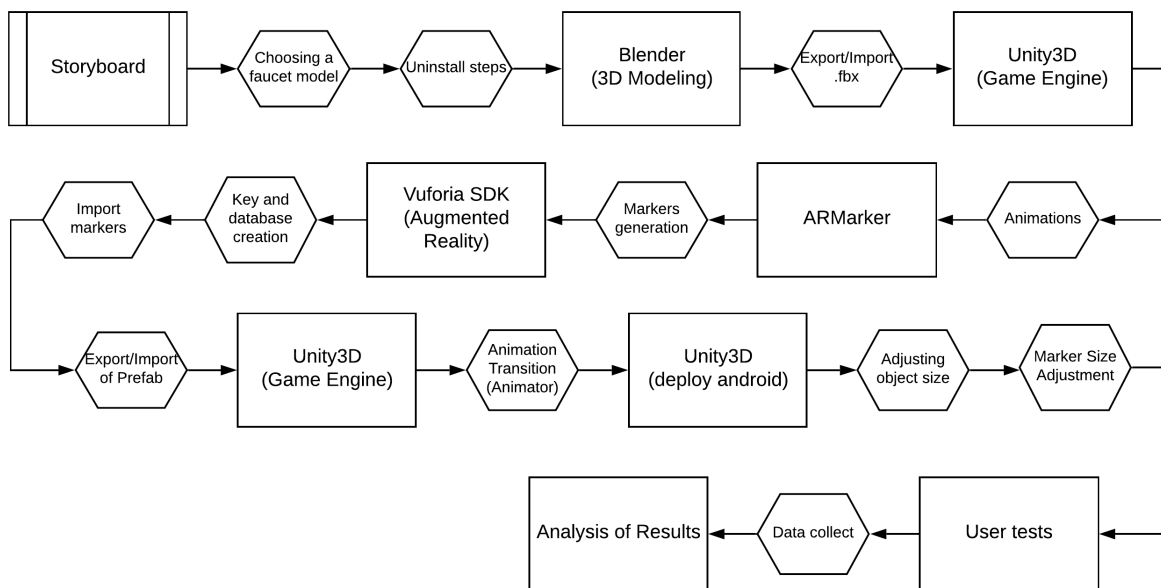 Storyboard
Choosing a
faucet model
Uninstall steps
Blender
(3D Modeling)
Export/Import
.fbx
Unity3D
(Game Engine)
Animations
ARMarker
Markers
generation
Vuforia SDK
(Augmented
Reality)
Key and
database
creation
Import
markers
Export/Import
of Prefab
Unity3D
(Game Engine)
Animation
Transition
(Animator)
Unity3D
(deploy android)
Adjusting
object size
Marker Size
Adjustment
User tests
Data collect
Analysis of Results